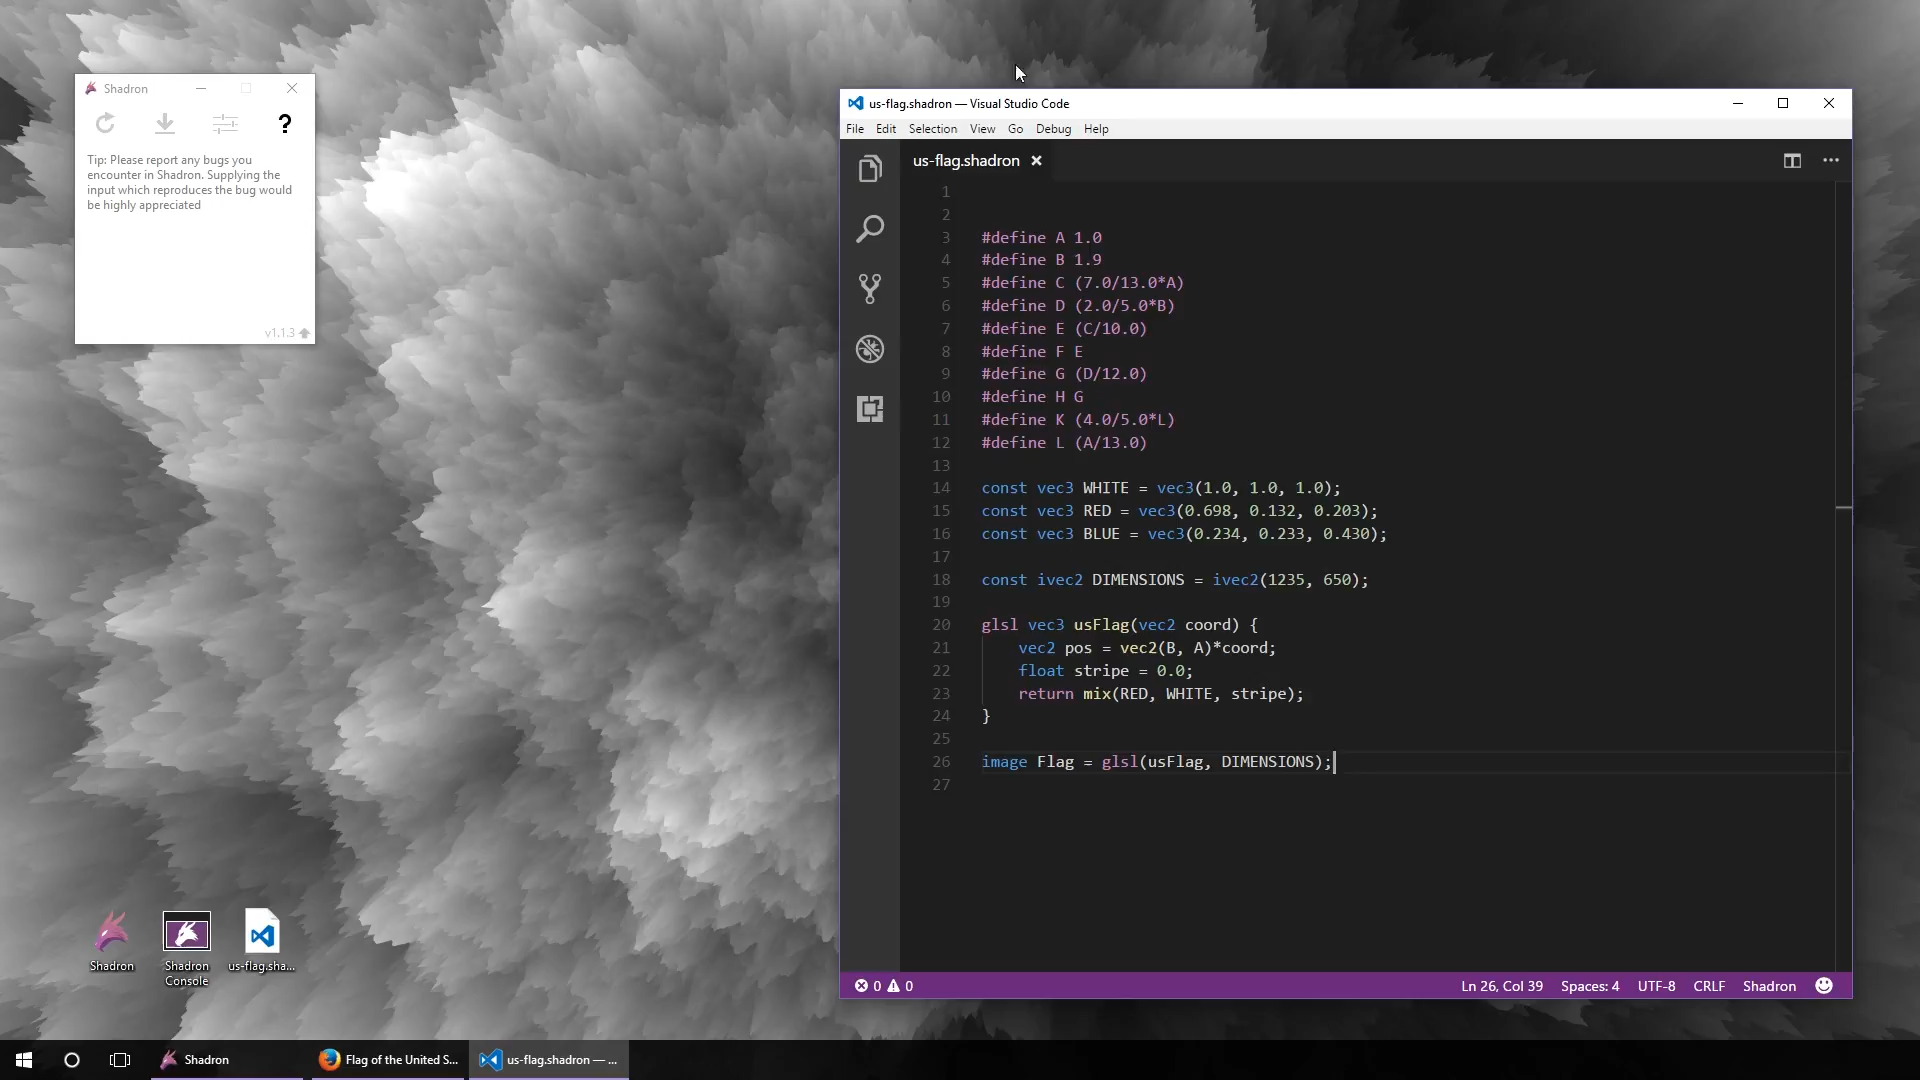 Shadron
?
Tip: Please report any bugs you
encounter in Shadron. Supplying the
input which reproduces the bug would
be highly appreciated
v1.1.3
us-flag.shadron — Visual Studio Code
File Edit Selection View Go Debug Help
us-flag.shadron
1
2
3 #define A 1.0
4 #define B 1.9
5 #define C (7.0/13.0*A)
6 #define D (2.0/5.0*B)
7 #define E (C/10.0)
8 #define F E
9 #define G (D/12.0)
10 #define H G
11 #define K (4.0/5.0*L)
12 #define L (A/13.0)
13
14 const vec3 WHITE = vec3(1.0, 1.0, 1.0);
15 const vec3 RED = vec3(0.698, 0.132, 0.203);
16 const vec3 BLUE = vec3(0.234, 0.233, 0.430);
17
18 const ivec2 DIMENSIONS = ivec2(1235, 650);
19
20 glsl vec3 usFlag(vec2 coord) {
21 vec2 pos = vec2(B, A)*coord;
22 float stripe = 0.0;
23 return mix(RED, WHITE, stripe);
24 }
25
26 image Flag = glsl(usFlag, DIMENSIONS);
27
0 0 Ln 26, Col 39 Spaces: 4 UTF-8 CRLF Shadron
Shadron
Shadron
Console
us-flag.sha...
Shadron
Flag of the United S...
us-flag.shadron — ...